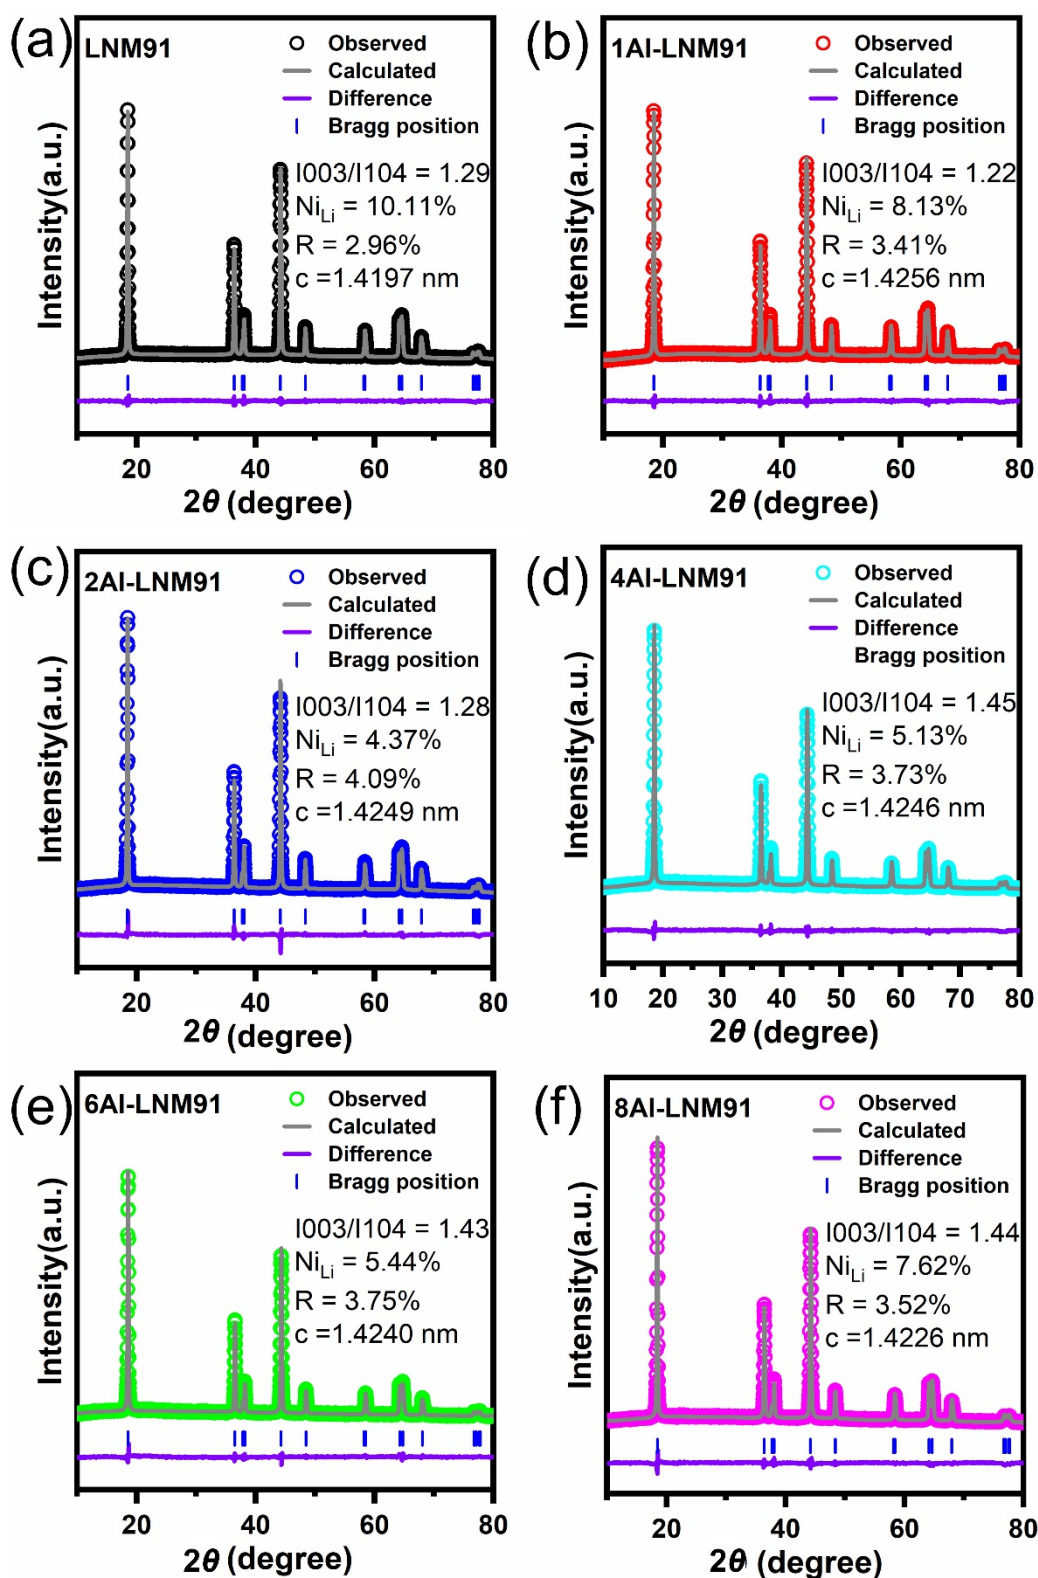 (a)
LNM91
Observed
Calculated
Difference
Bragg position
I003/I104 = 1.29
NiLi = 10.11%
R = 2.96%
c =1.4197 nm
Intensity(a.u.)
20 40 60 80
2θ (degree)
(b)
1Al-LNM91
Observed
Calculated
Difference
Bragg position
I003/I104 = 1.22
NiLi = 8.13%
R = 3.41%
c =1.4256 nm
Intensity(a.u.)
20 40 60 80
2θ (degree)
(c)
2Al-LNM91
Observed
Calculated
Difference
Bragg position
I003/I104 = 1.28
NiLi = 4.37%
R = 4.09%
c =1.4249 nm
Intensity(a.u.)
20 40 60 80
2θ (degree)
(d)
4Al-LNM91
Observed
Calculated
Difference
Bragg position
I003/I104 = 1.45
NiLi = 5.13%
R = 3.73%
c =1.4246 nm
Intensity(a.u.)
10 20 30 40 50 60 70 80
2θ (degree)
(e)
6Al-LNM91
Observed
Calculated
Difference
Bragg position
I003/I104 = 1.43
NiLi = 5.44%
R = 3.75%
c =1.4240 nm
Intensity(a.u.)
20 40 60 80
2θ (degree)
(f)
8Al-LNM91
Observed
Calculated
Difference
Bragg position
I003/I104 = 1.44
NiLi = 7.62%
R = 3.52%
c =1.4226 nm
Intensity(a.u.)
20 40 60 80
2θ (degree)